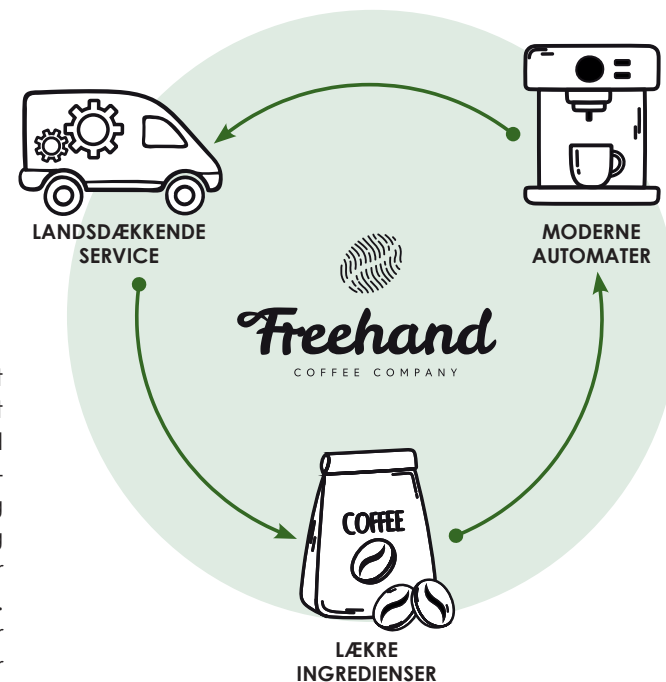 LANDSDÆKKENDE
SERVICE
MODERNE
AUTOMATER
Freehand
COFFEE COMPANY
COFFEE
LÆKRE
INGREDIENSER